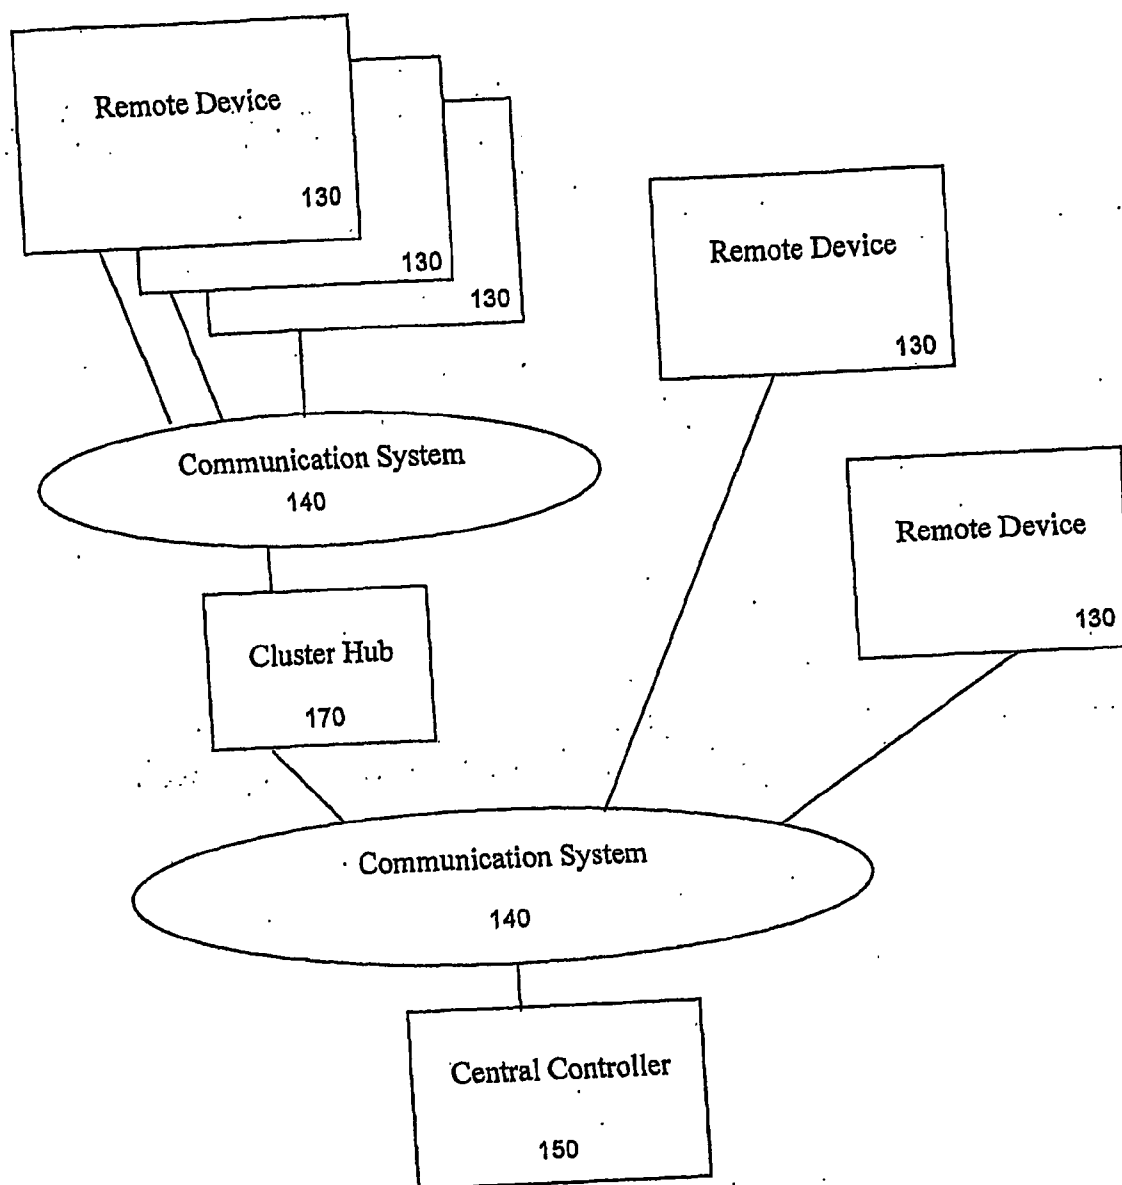 Remote Device
130
130
130
Remote Device
130
Communication System
140
Remote Device
130
Cluster Hub
170
Communication System
140
Central Controller
150